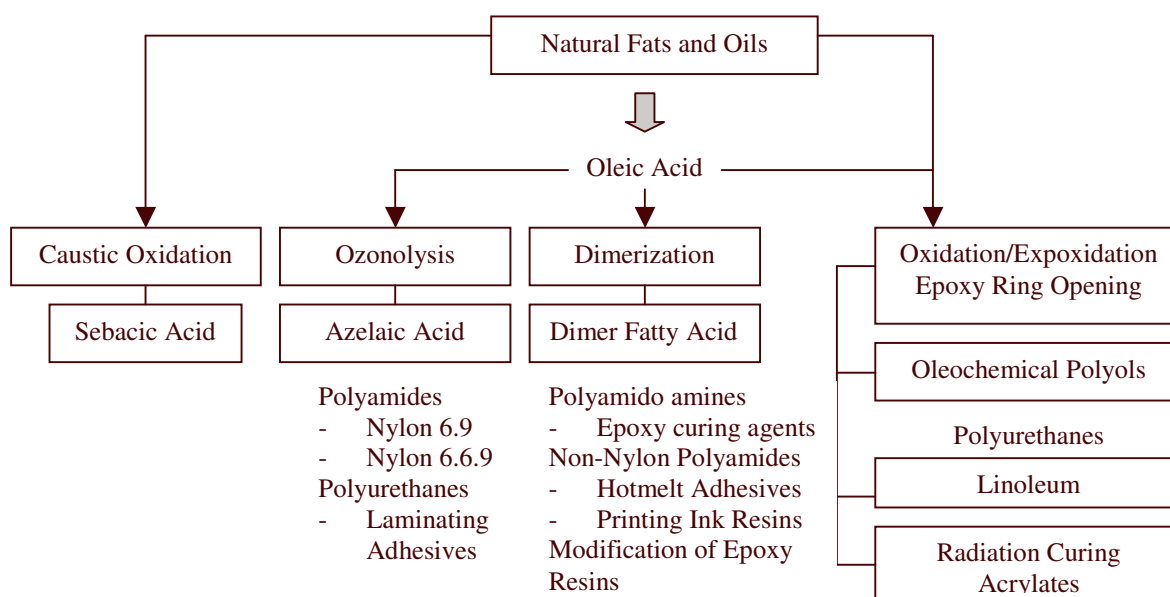 Natural Fats and Oils
Oleic Acid
Caustic Oxidation
Sebacic Acid
Ozonolysis
Azelaic Acid
Polyamides
- Nylon 6.9
- Nylon 6.6.9
Polyurethanes
- Laminating
Adhesives
Dimerization
Dimer Fatty Acid
Polyamido amines
- Epoxy curing agents
Non-Nylon Polyamides
- Hotmelt Adhesives
- Printing Ink Resins
Modification of Epoxy
Resins
Oxidation/Expoxidation
Epoxy Ring Opening
Oleochemical Polyols
Polyurethanes
Linoleum
Radiation Curing
Acrylates